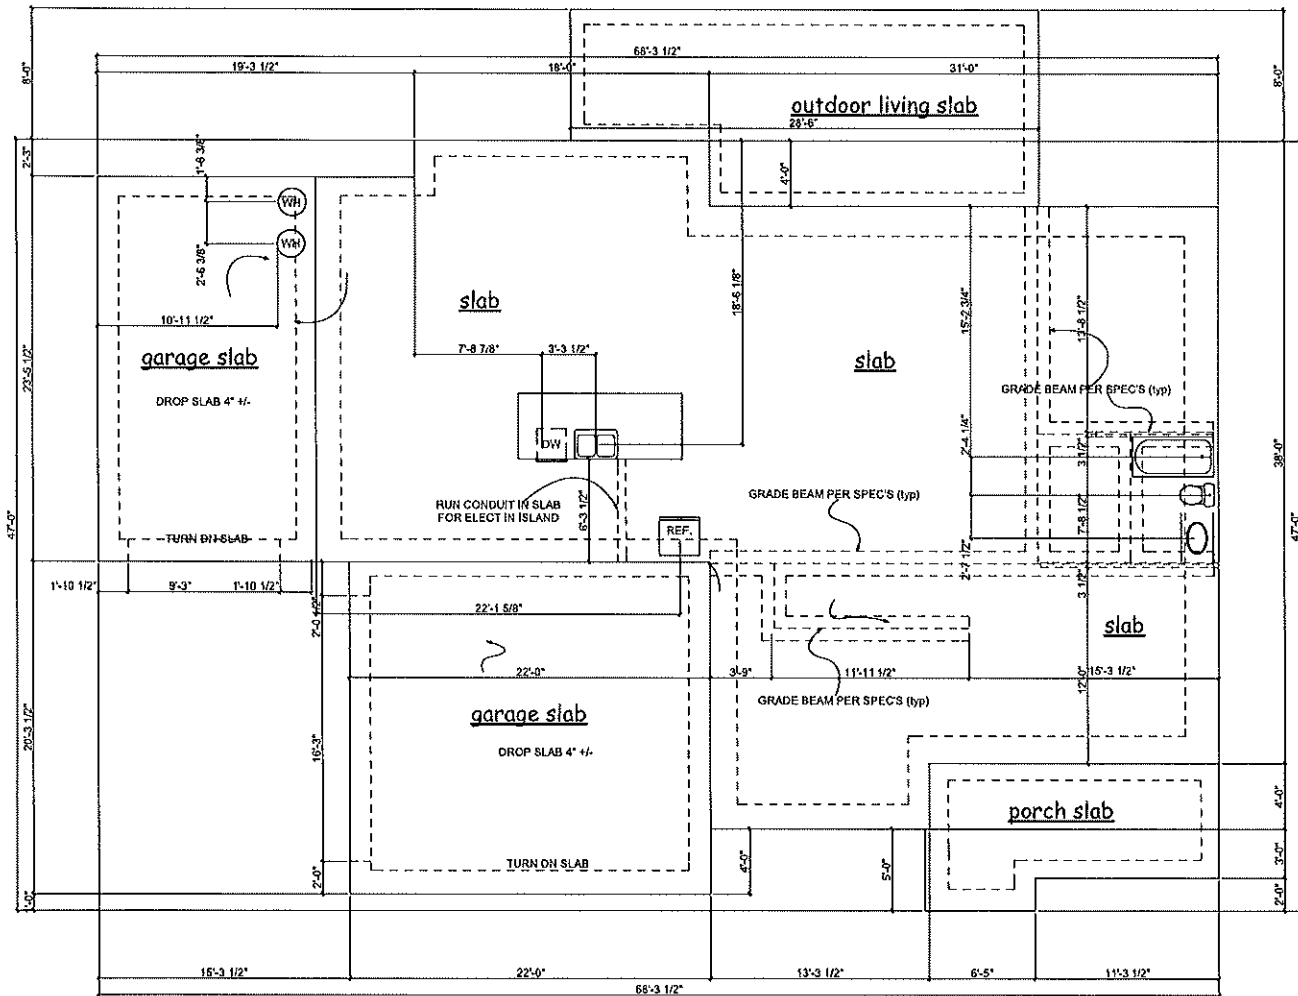 68'-3 1/2"
19'-3 1/2"
18'-0"
31'-0"
8'-0"
8'-0"
outdoor living slab
28'-6"
2'-3"
1'-6 3/8"
4'-0"
WH
WH
2'-6 3/8"
18'-6 1/8"
slab
15'-2 3/4"
13'-8 1/2"
10'-11 1/2"
7'-8 7/8"
3'-3 1/2"
garage slab
slab
23'-5 1/2"
DROP SLAB 4" +/-
GRADE BEAM PER SPEC'S (typ)
DW
2'-4 1/4"
3 1/2"
38'-0"
RUN CONDUIT IN SLAB
FOR ELECT IN ISLAND
6'-3 1/2"
GRADE BEAM PER SPEC'S (typ)
REF.
7'-8 1/2"
47'-0"
47'-0"
TURN DN SLAB
2'-7 1/2"
3 1/2"
1'-10 1/2"
9'-3"
1'-10 1/2"
2'-0 1/2"
22'-1 5/8"
slab
22'-0"
3'-9"
11'-11 1/2"
15'-3 1/2"
12'-0"
GRADE BEAM PER SPEC'S (typ)
garage slab
20'-3 1/2"
16'-3"
DROP SLAB 4" +/-
porch slab
4'-0"
TURN DN SLAB
2'-0"
4'-0"
5'-0"
3'-0"
1'-0"
2'-0"
15'-3 1/2"
22'-0"
13'-3 1/2"
6'-5"
11'-3 1/2"
68'-3 1/2"